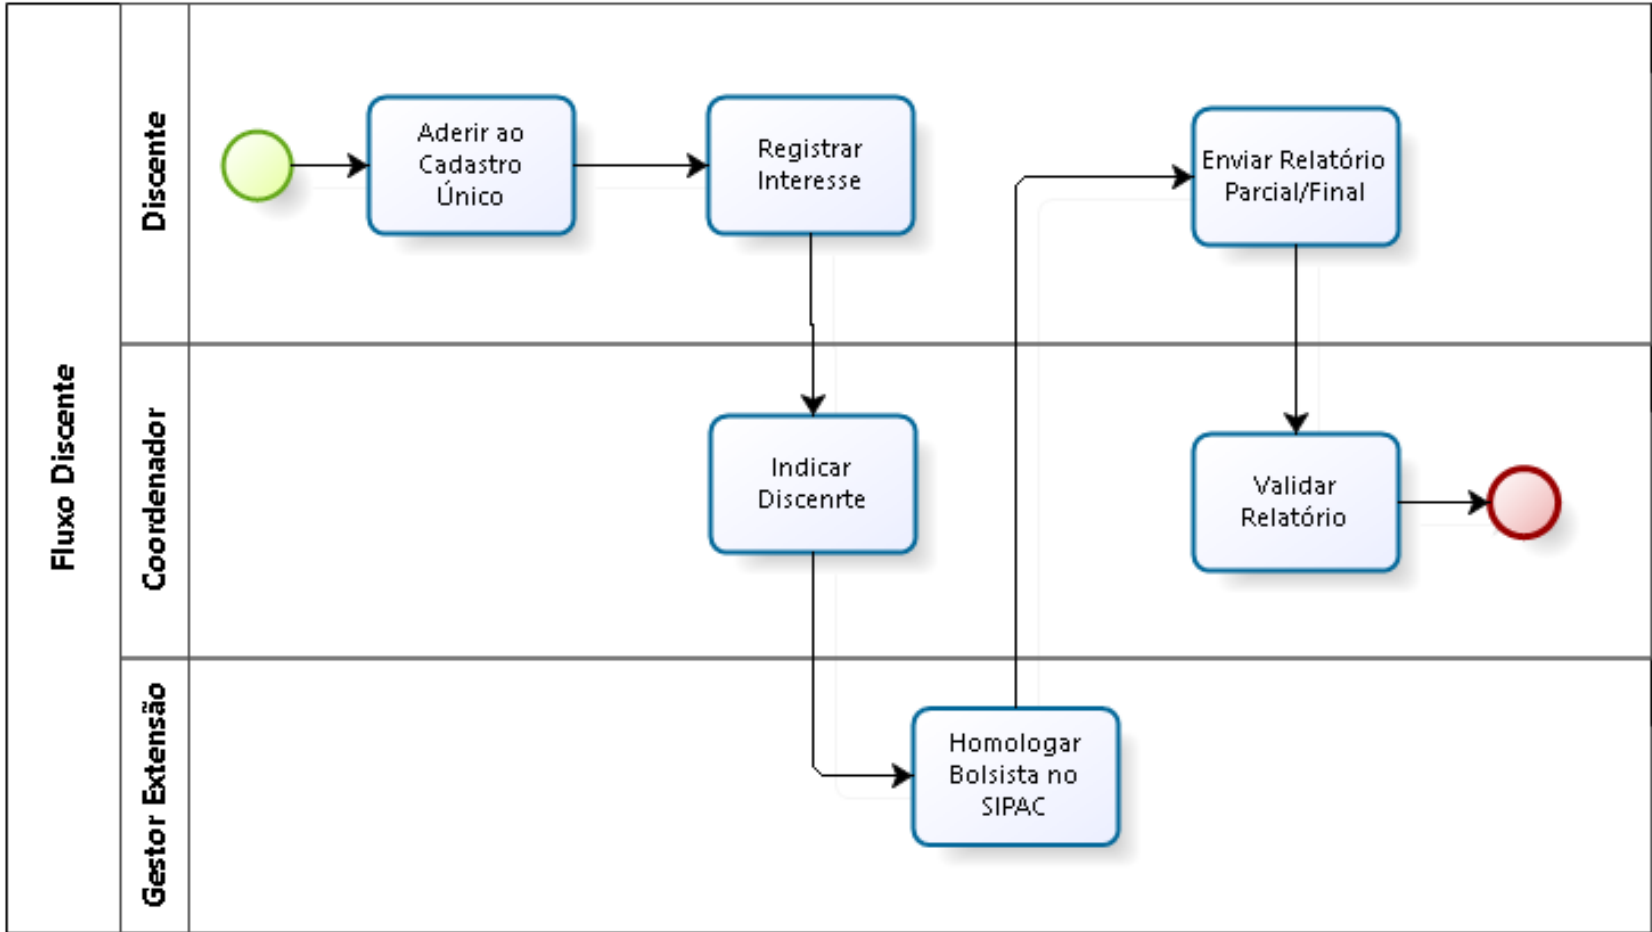 Fluxo Discente
Discente
Aderir ao
Cadastro
Único
Registrar
Interesse
Enviar Relatório
Parcial/Final
Coordenador
Indicar
Discenrte
Validar
Relatório
Gestor Extensão
Homologar
Bolsista no
SIPAC